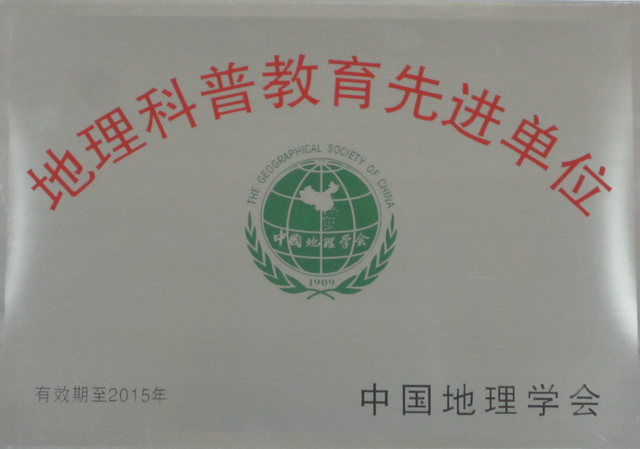 地理科普教育先进单位
THE GEOGRAPHICAL SOCIETY OF CHINA
中国地理学会
1909
有效期至2015年
中国地理学会